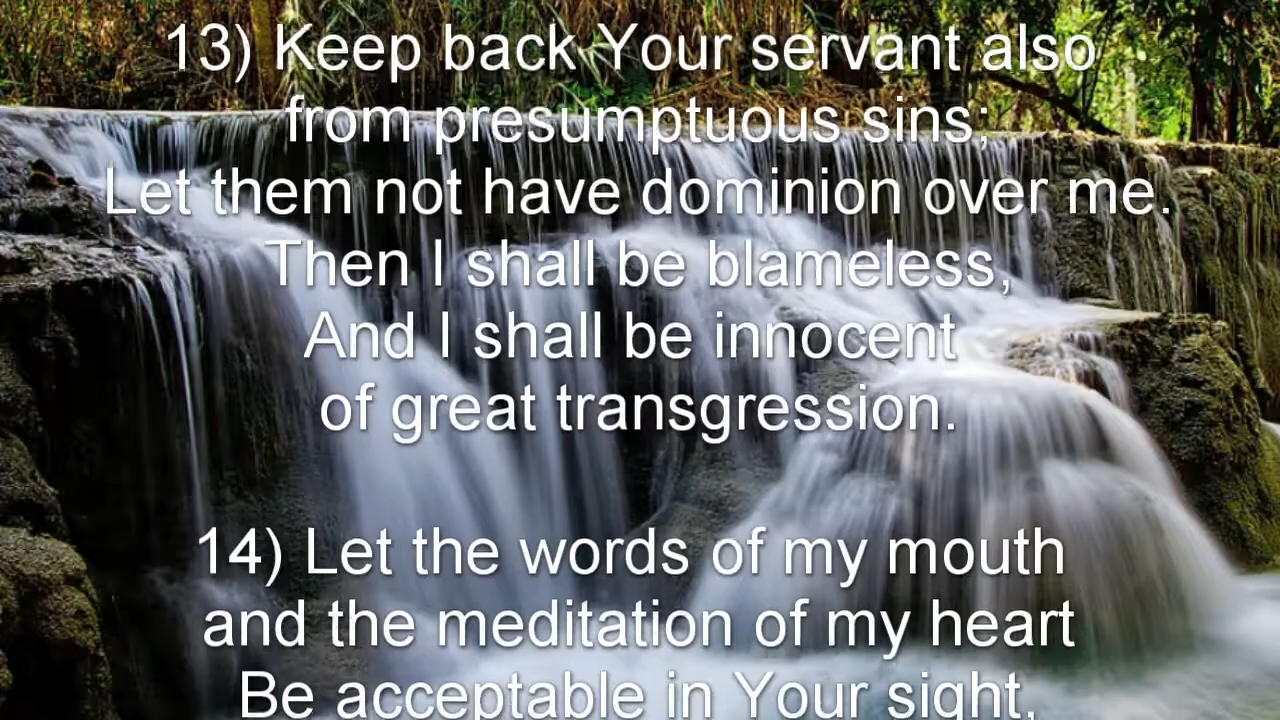 13) Keep back Your servant also
from presumptuous sins;
Let them not have dominion over me.
Then I shall be blameless,
And I shall be innocent
of great transgression.
14) Let the words of my mouth
and the meditation of my heart
Be acceptable in Your sight,